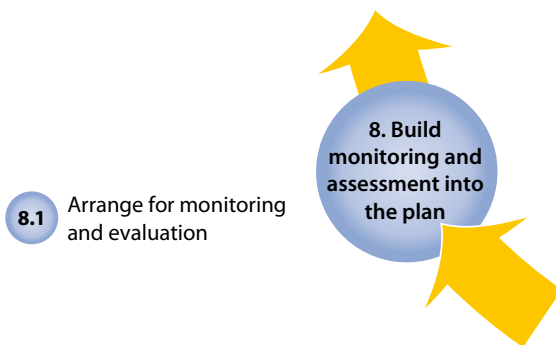 8. Build
monitoring and
assessment into
the plan
8.1
Arrange for monitoring
and evaluation